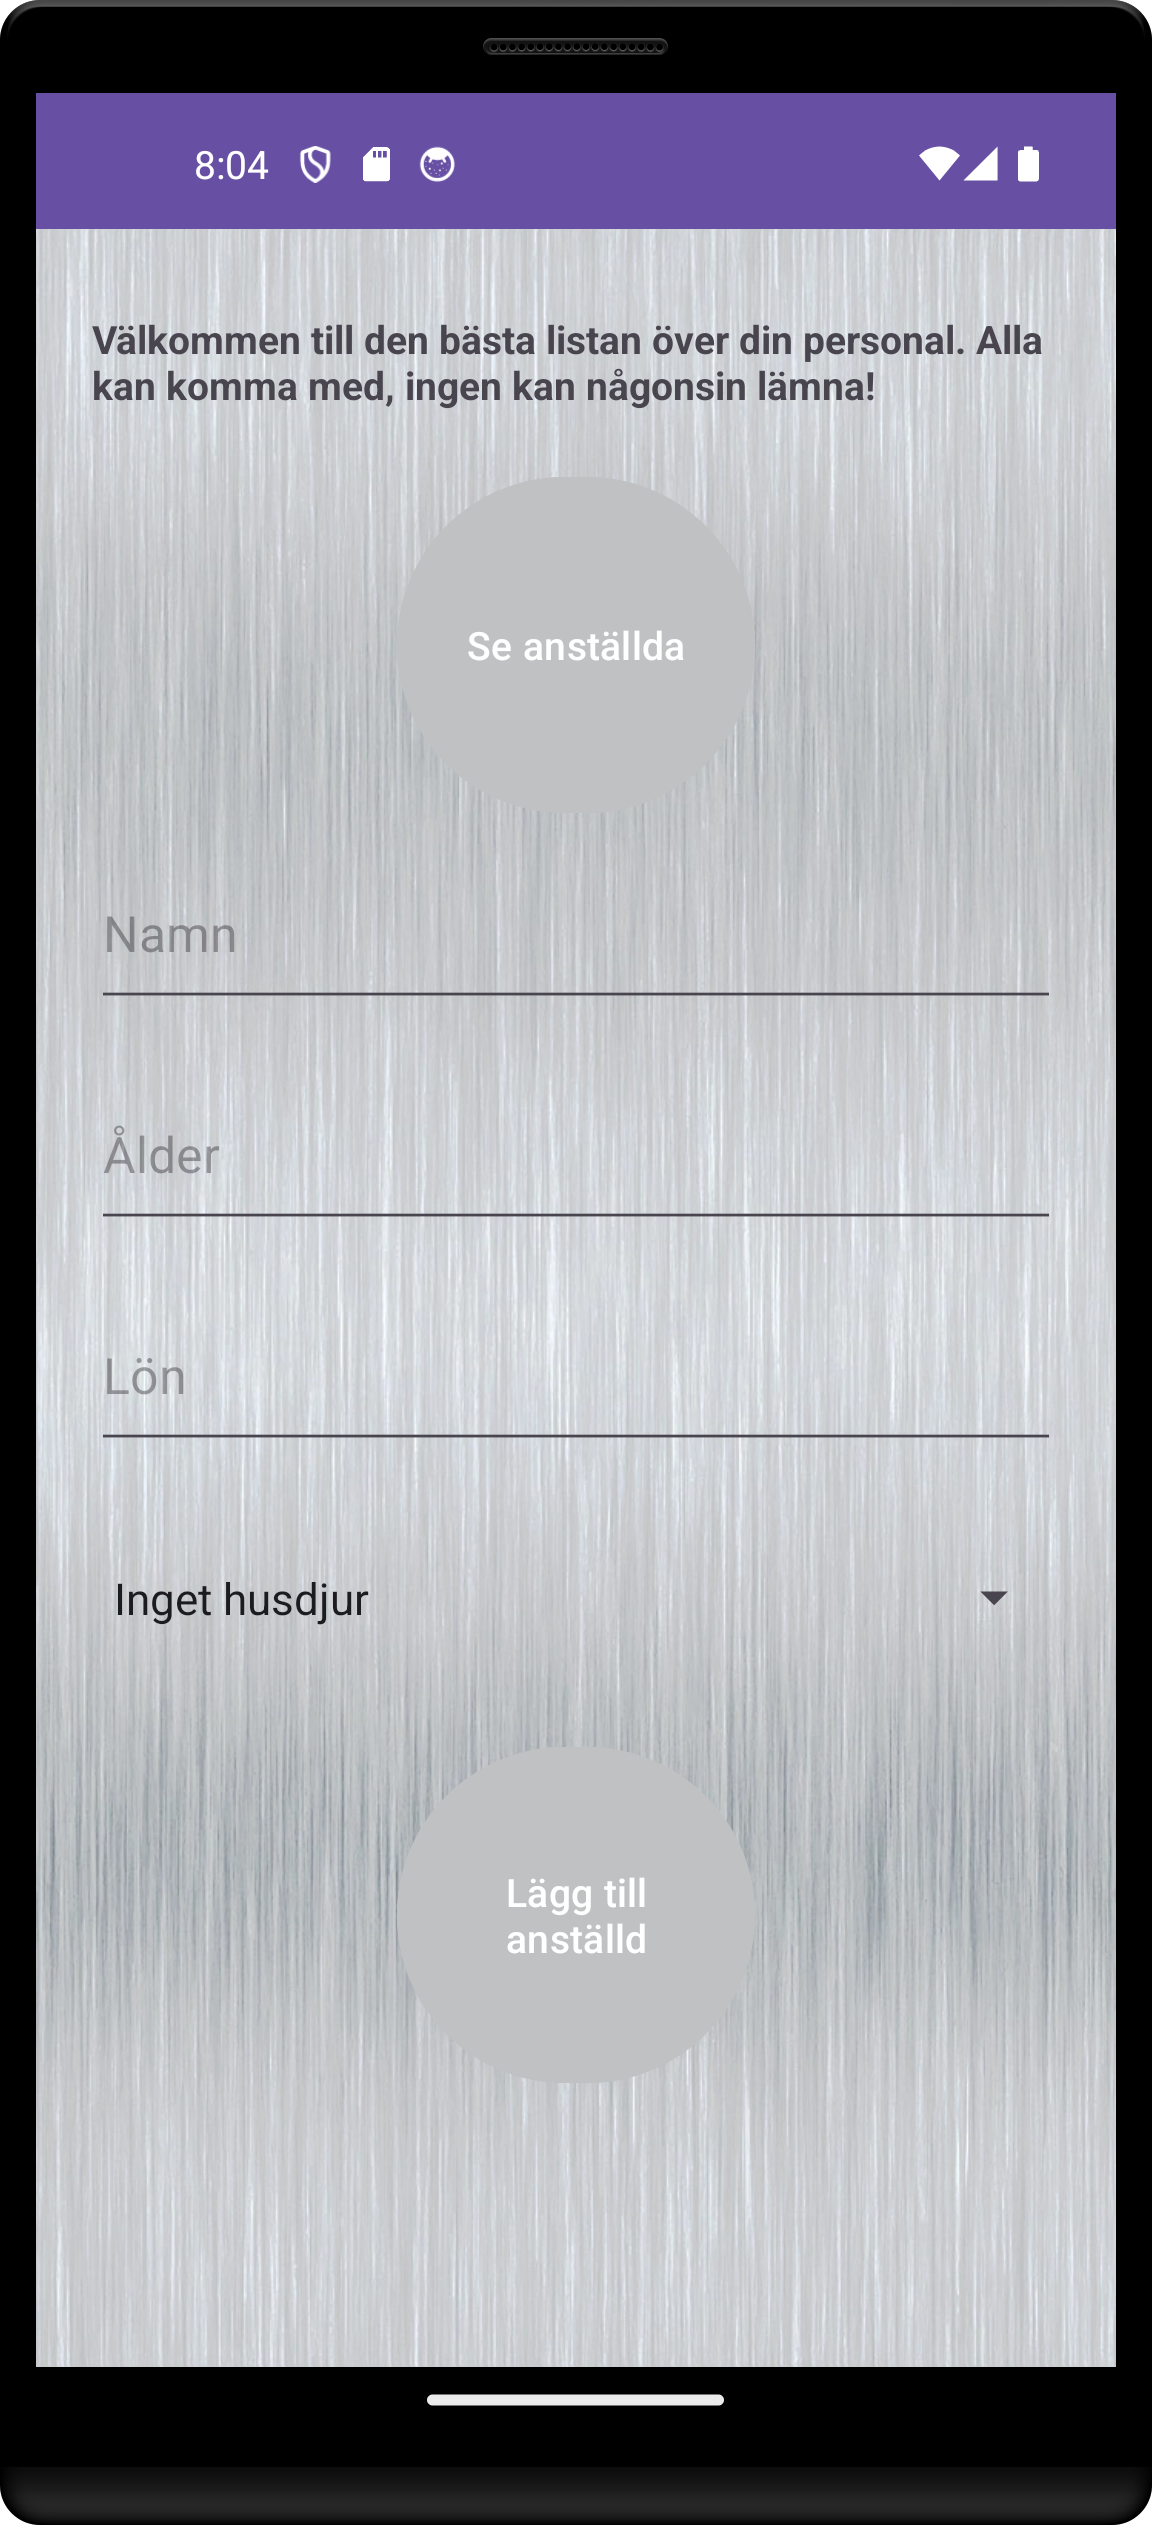 8:04
Välkommen till den bästa listan över din personal. Alla
kan komma med, ingen kan någonsin lämna!
Se anställda
Namn
Ålder
Lön
Inget husdjur
Lägg till
anställd